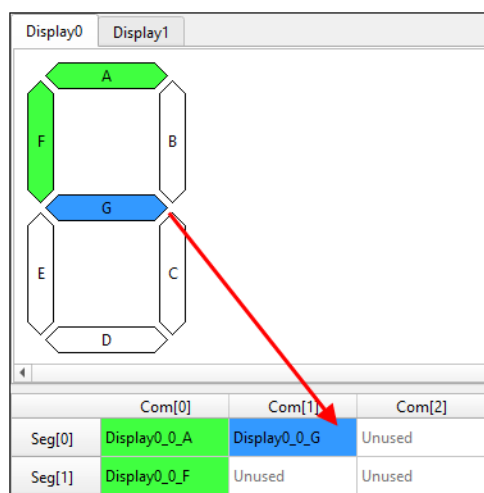 Display0 Display1
A
F B
G
E C
D
Com[0] Com[1] Com[2]
Seg[0] Display0_0_A Display0_0_G Unused
Seg[1] Display0_0_F Unused Unused